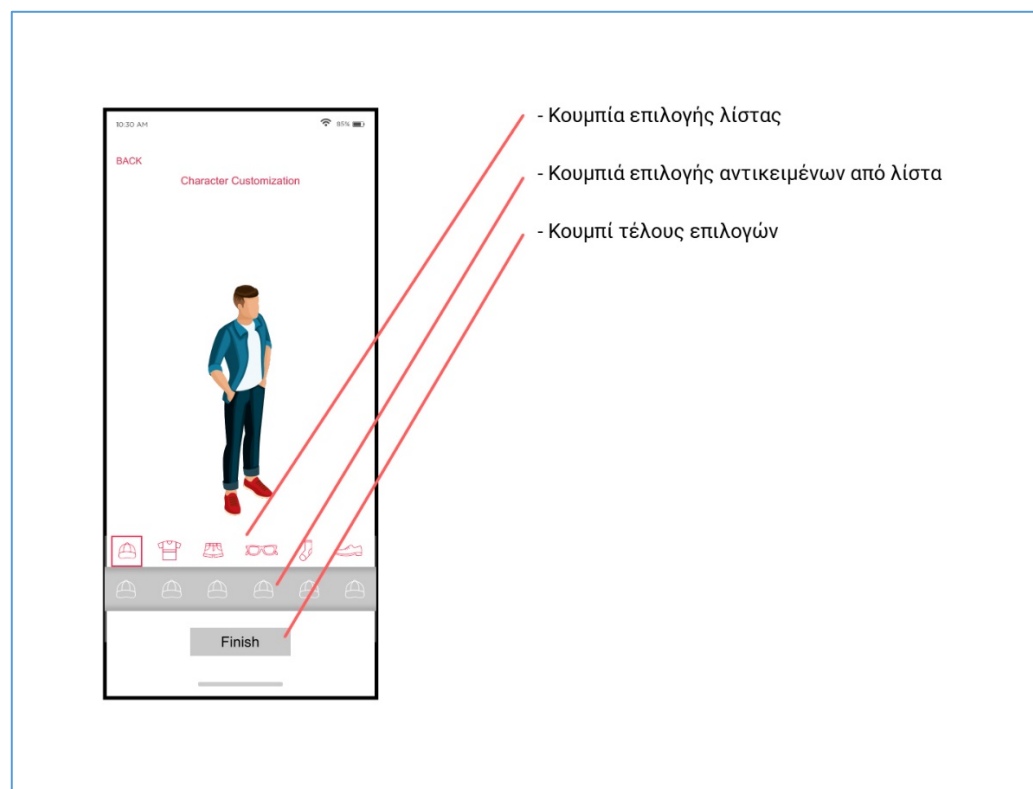 10:30 AM
85%
BACK
Character Customization
Finish
- Κουμπία επιλογής λίστας
- Κουμπιά επιλογής αντικειμένων από λίστα
- Κουμπί τέλους επιλογών